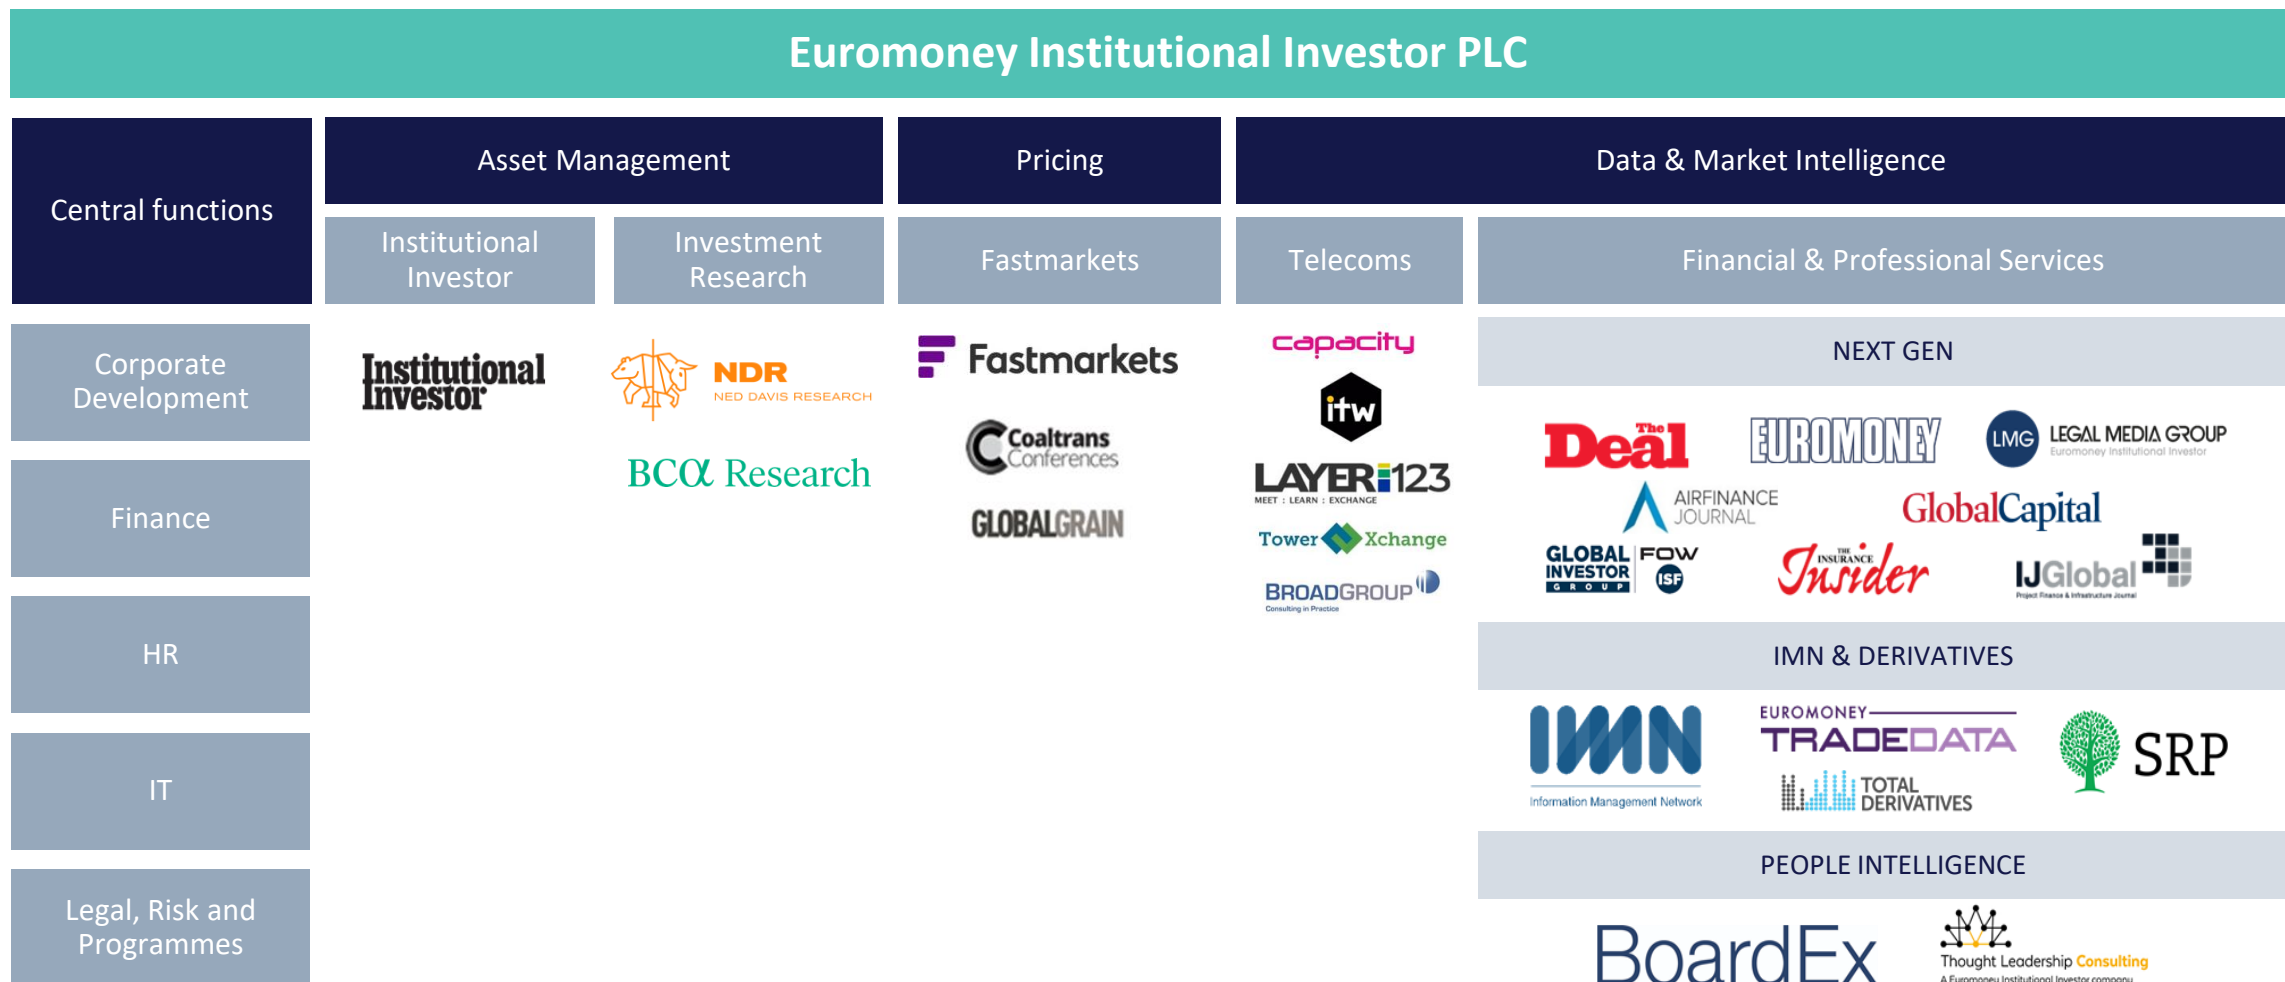 Euromoney Institutional Investor PLC
Central functions
Asset Management
Pricing
Data & Market Intelligence
Institutional
Investor
Investment
Research
Fastmarkets
Telecoms
Financial & Professional Services
Corporate
Development
Finance
HR
IT
Legal, Risk and
Programmes
Institutional
Investor
NDR
NED DAVIS RESEARCH
BCα Research
Fastmarkets
Coaltrans
Conferences
GLOBALGRAIN
capacity
itw
LAYER123
MEET : LEARN : EXCHANGE
Tower Xchange
BROADGROUP
Consulting in Practice
NEXT GEN
The
Deal
EUROMONEY
LMG
LEGAL MEDIA GROUP
Euromoney Institutional Investor
AIRFINANCE
JOURNAL
GlobalCapital
GLOBAL
INVESTOR
GROUP
FOW
ISF
THE
INSURANCE
Insider
IJGlobal
Project Finance & Infrastructure Journal
IMN & DERIVATIVES
IMN
Information Management Network
EUROMONEY
TRADEDATA
TOTAL
DERIVATIVES
SRP
PEOPLE INTELLIGENCE
BoardEx
Thought Leadership Consulting
A Euromoney Institutional Investor company